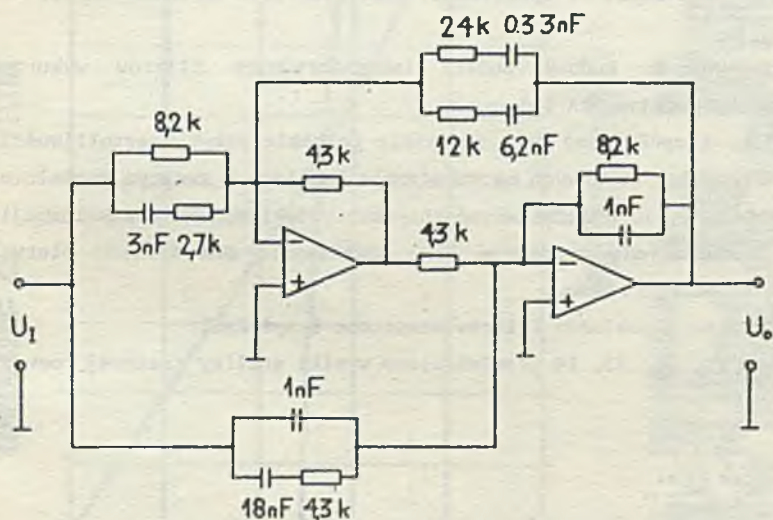 24k 0.33nF
8,2k
12k 6,2nF
4,3k
8,2k
3nF 2,7k
1nF
4,3k
U_I
U_o
1nF
18nF 4,3k